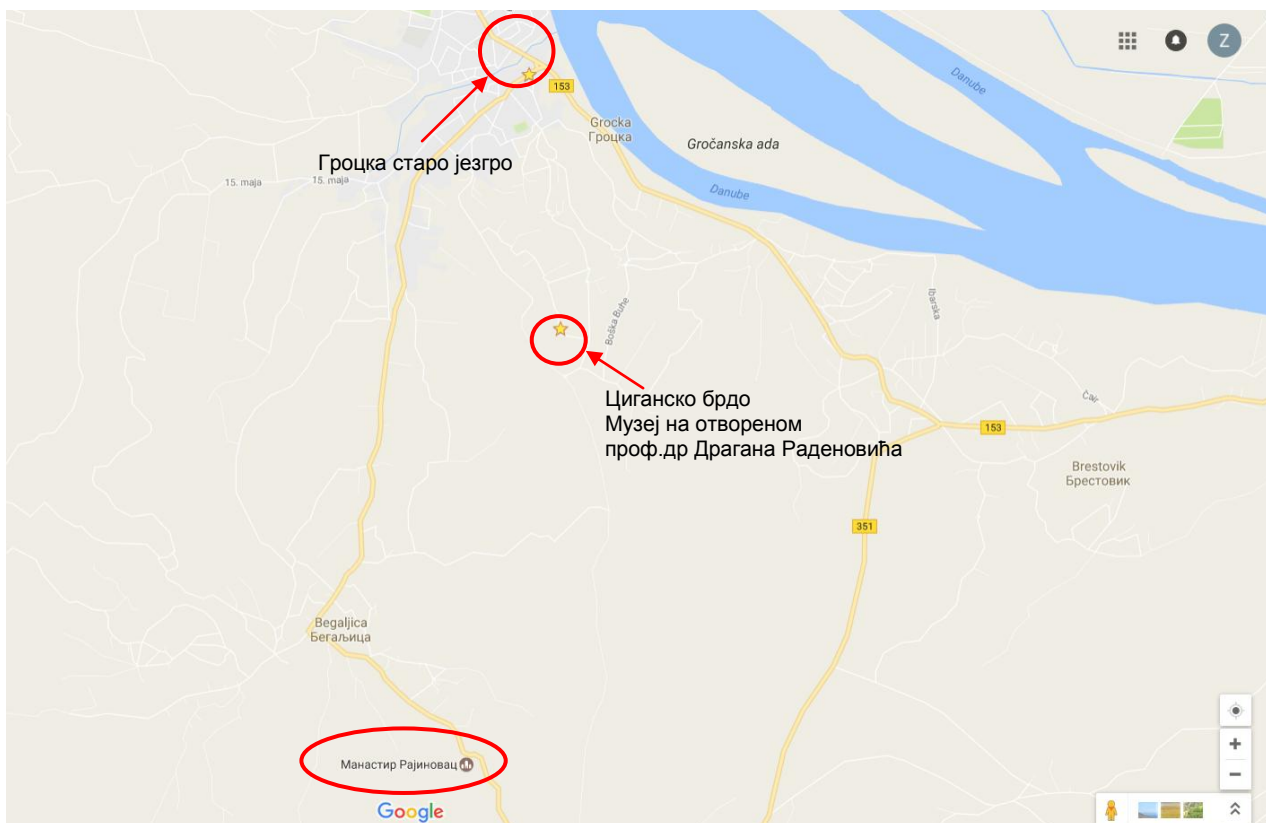 Z
Danube
153
Grocka
Гроцка
Gročanska ada
Гроцка старо језгро
15. maja
15. maja
Danube
Ibarska
Boška Buhe
Циганско брдо
Музеј на отвореном
проф.др Драгана Раденовића
Čair
153
Brestovik
Брестовик
351
Begaljica
Бегаљица
Манастир Рајиновац
Google